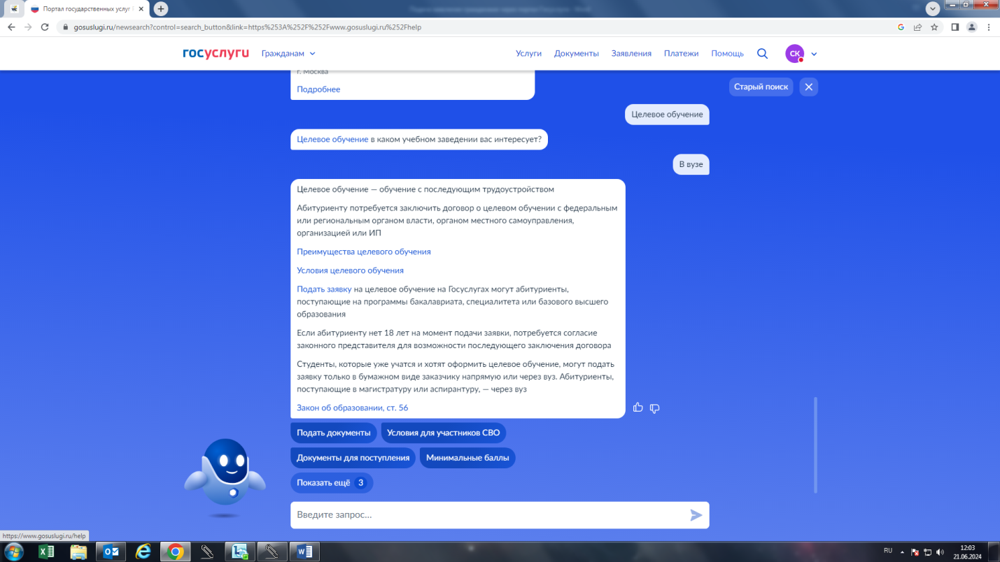 Портал государственных услуг
gosuslugi.ru/newsearch?control=search_button&link=https%253A%252F%252Fwww.gosuslugi.ru%252Fhelp
госуслуги Гражданам Услуги Документы Заявления Платежи Помощь СК
г. Москва
Подробнее
Старый поиск
Целевое обучение
Целевое обучение в каком учебном заведении вас интересует?
В вузе
Целевое обучение — обучение с последующим трудоустройством
Абитуриенту потребуется заключить договор о целевом обучении с федеральным
или региональным органом власти, органом местного самоуправления,
организацией или ИП
Преимущества целевого обучения
Условия целевого обучения
Подать заявку на целевое обучение на Госуслугах могут абитуриенты,
поступающие на программы бакалавриата, специалитета или базового высшего
образования
Если абитуриенту нет 18 лет на момент подачи заявки, потребуется согласие
законного представителя для возможности последующего заключения договора
Студенты, которые уже учатся и хотят оформить целевое обучение, могут подать
заявку только в бумажном виде заказчику напрямую или через вуз. Абитуриенты,
поступающие в магистратуру или аспирантуру, — через вуз
Закон об образовании, ст. 56
Подать документы Условия для участников СВО
Документы для поступления Минимальные баллы
Показать ещё 3
Введите запрос...
https://www.gosuslugi.ru/help
RU 12:03
21.06.2024